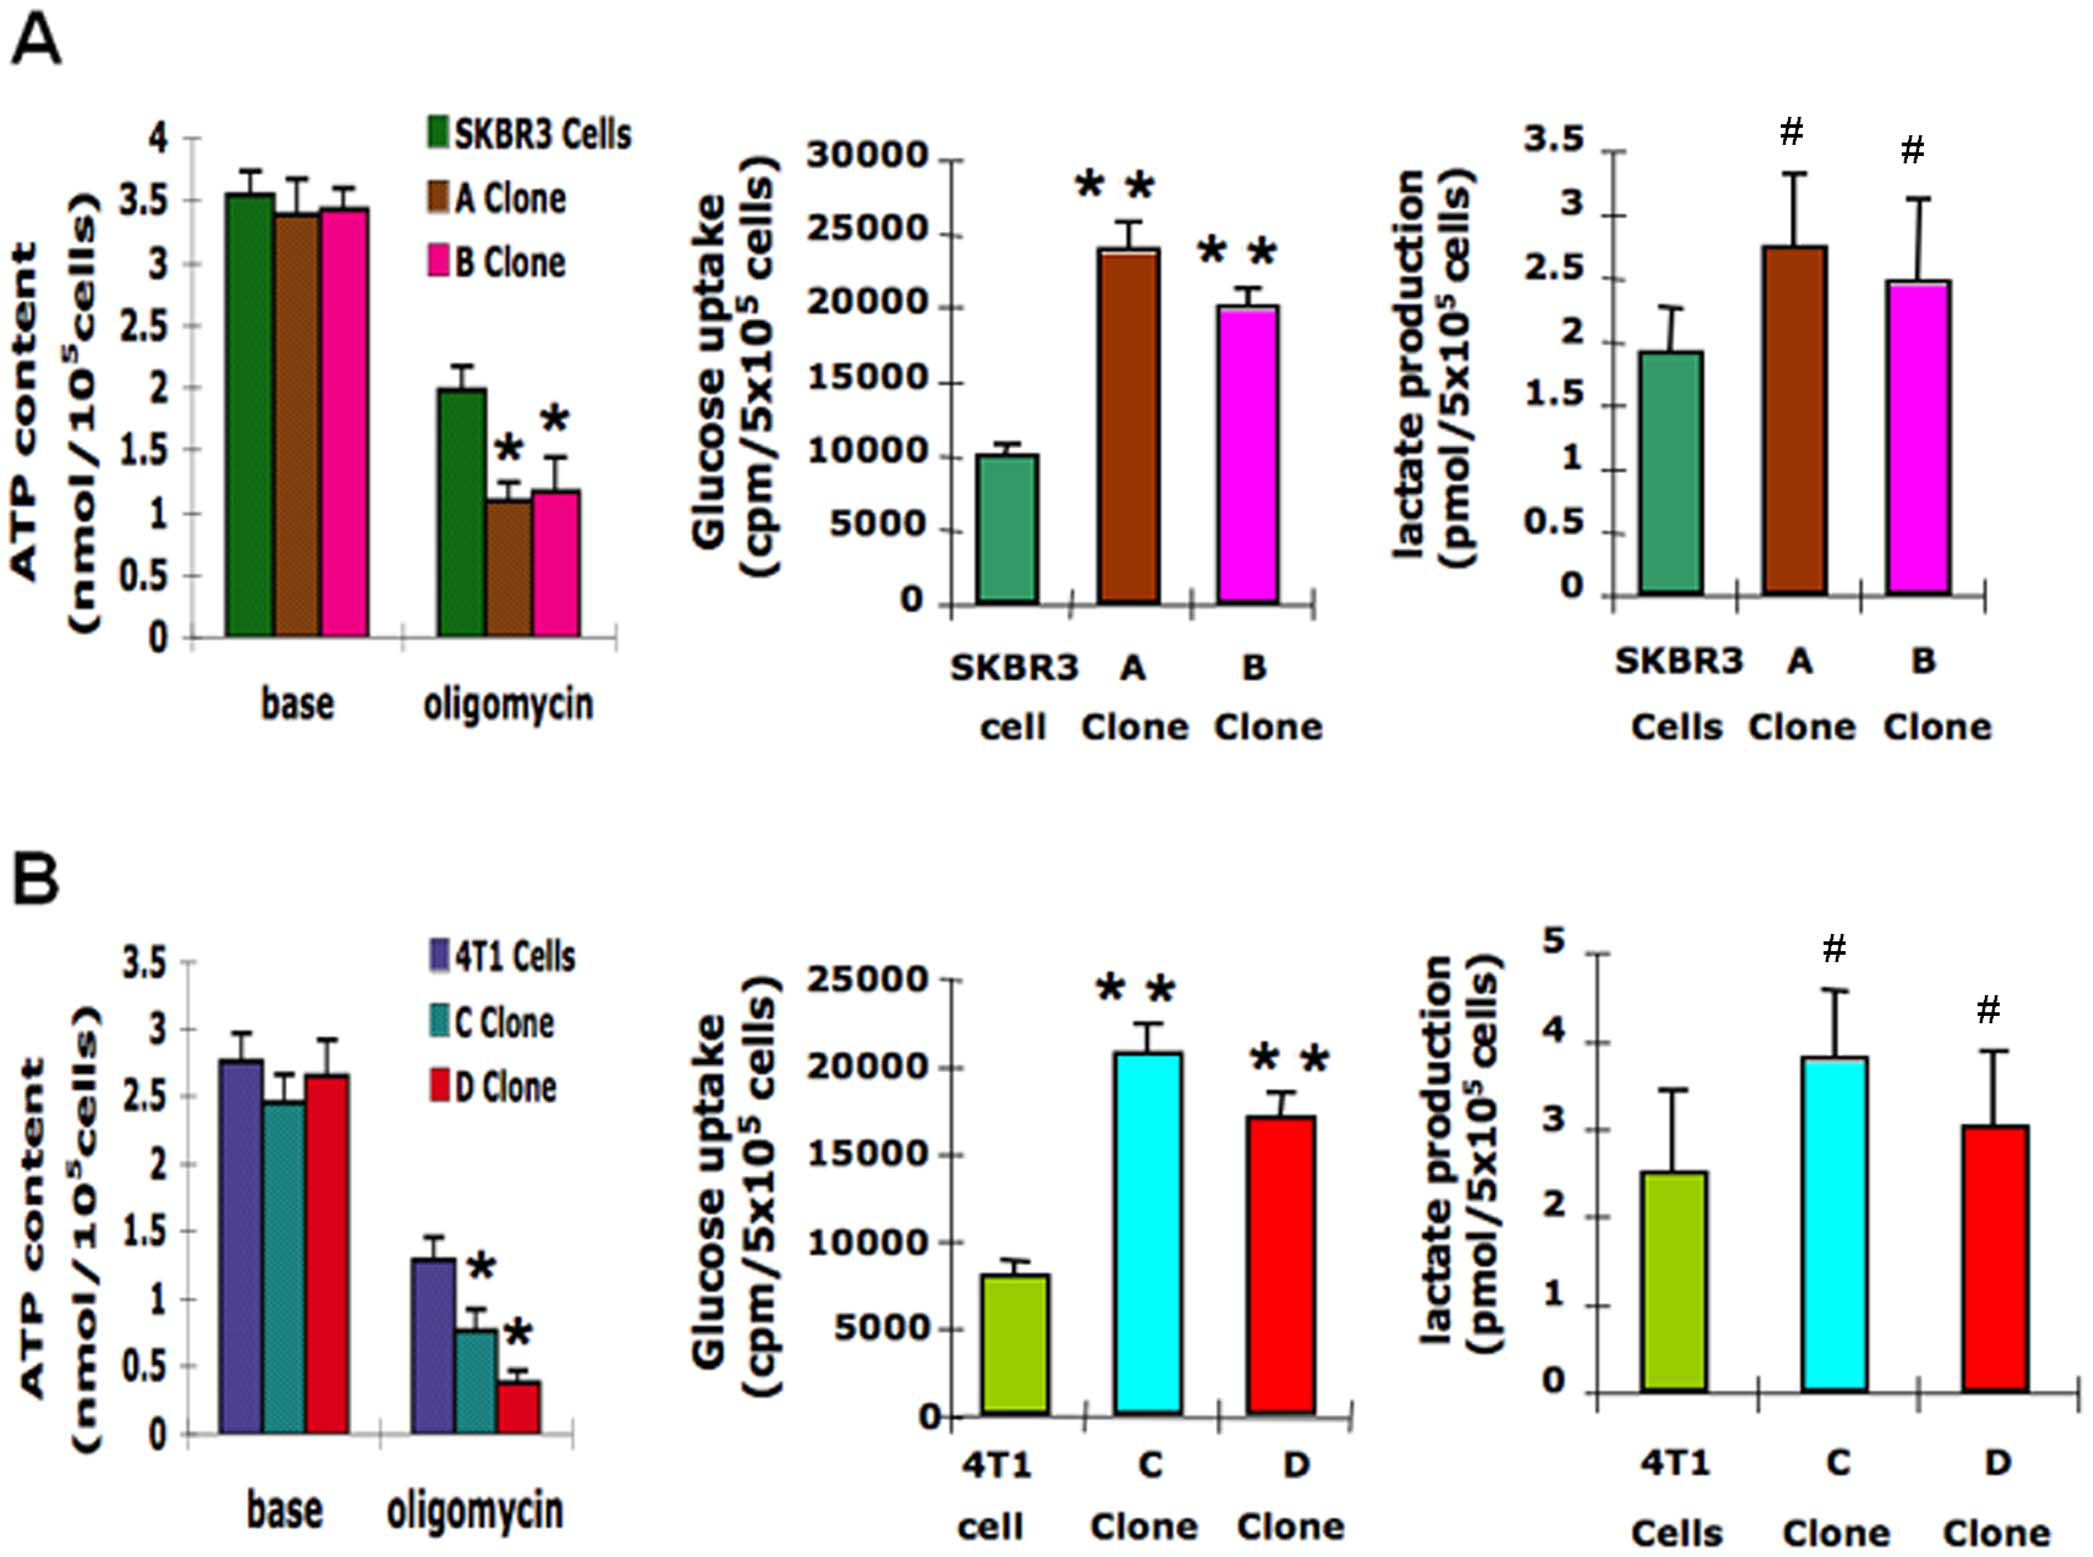 A
ATP content
(nmol/10⁵cells)
4
3.5
3
2.5
2
1.5
1
0.5
0
SKBR3 Cells
A Clone
B Clone
*
*
base
oligomycin
Glucose uptake
(cpm/5x10⁵ cells)
30000
25000
20000
15000
10000
5000
0
* *
* *
SKBR3 A B
cell Clone Clone
lactate production
(pmol/5x10⁵ cells)
3.5
3
2.5
2
1.5
1
0.5
0
#
#
SKBR3 A B
Cells Clone Clone
B
ATP content
(nmol/10⁵cells)
3.5
3
2.5
2
1.5
1
0.5
0
4T1 Cells
C Clone
D Clone
*
*
base
oligomycin
Glucose uptake
(cpm/5x10⁵ cells)
25000
20000
15000
10000
5000
0
* *
* *
4T1 C D
cell Clone Clone
lactate production
(pmol/5x10⁵ cells)
5
4
3
2
1
0
#
#
4T1 C D
Cells Clone Clone